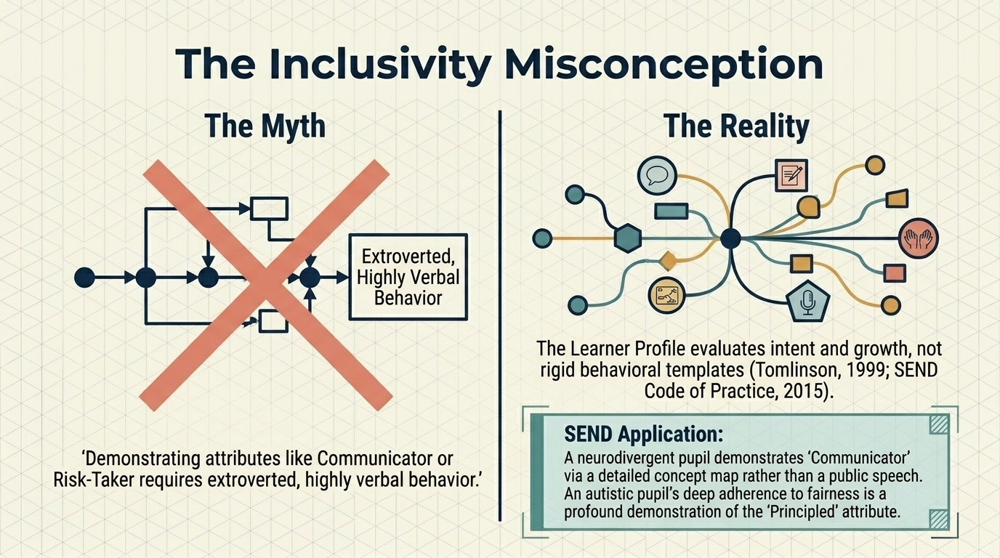 The Inclusivity Misconception
The Myth
Extroverted,
Highly Verbal
Behavior
‘Demonstrating attributes like Communicator or
Risk-Taker requires extroverted, highly verbal behavior.’
The Reality
The Learner Profile evaluates intent and growth, not
rigid behavioral templates (Tomlinson, 1999; SEND
Code of Practice, 2015).
SEND Application:
A neurodivergent pupil demonstrates ‘Communicator’
via a detailed concept map rather than a public speech.
An autistic pupil’s deep adherence to fairness is a
profound demonstration of the ‘Principled’ attribute.